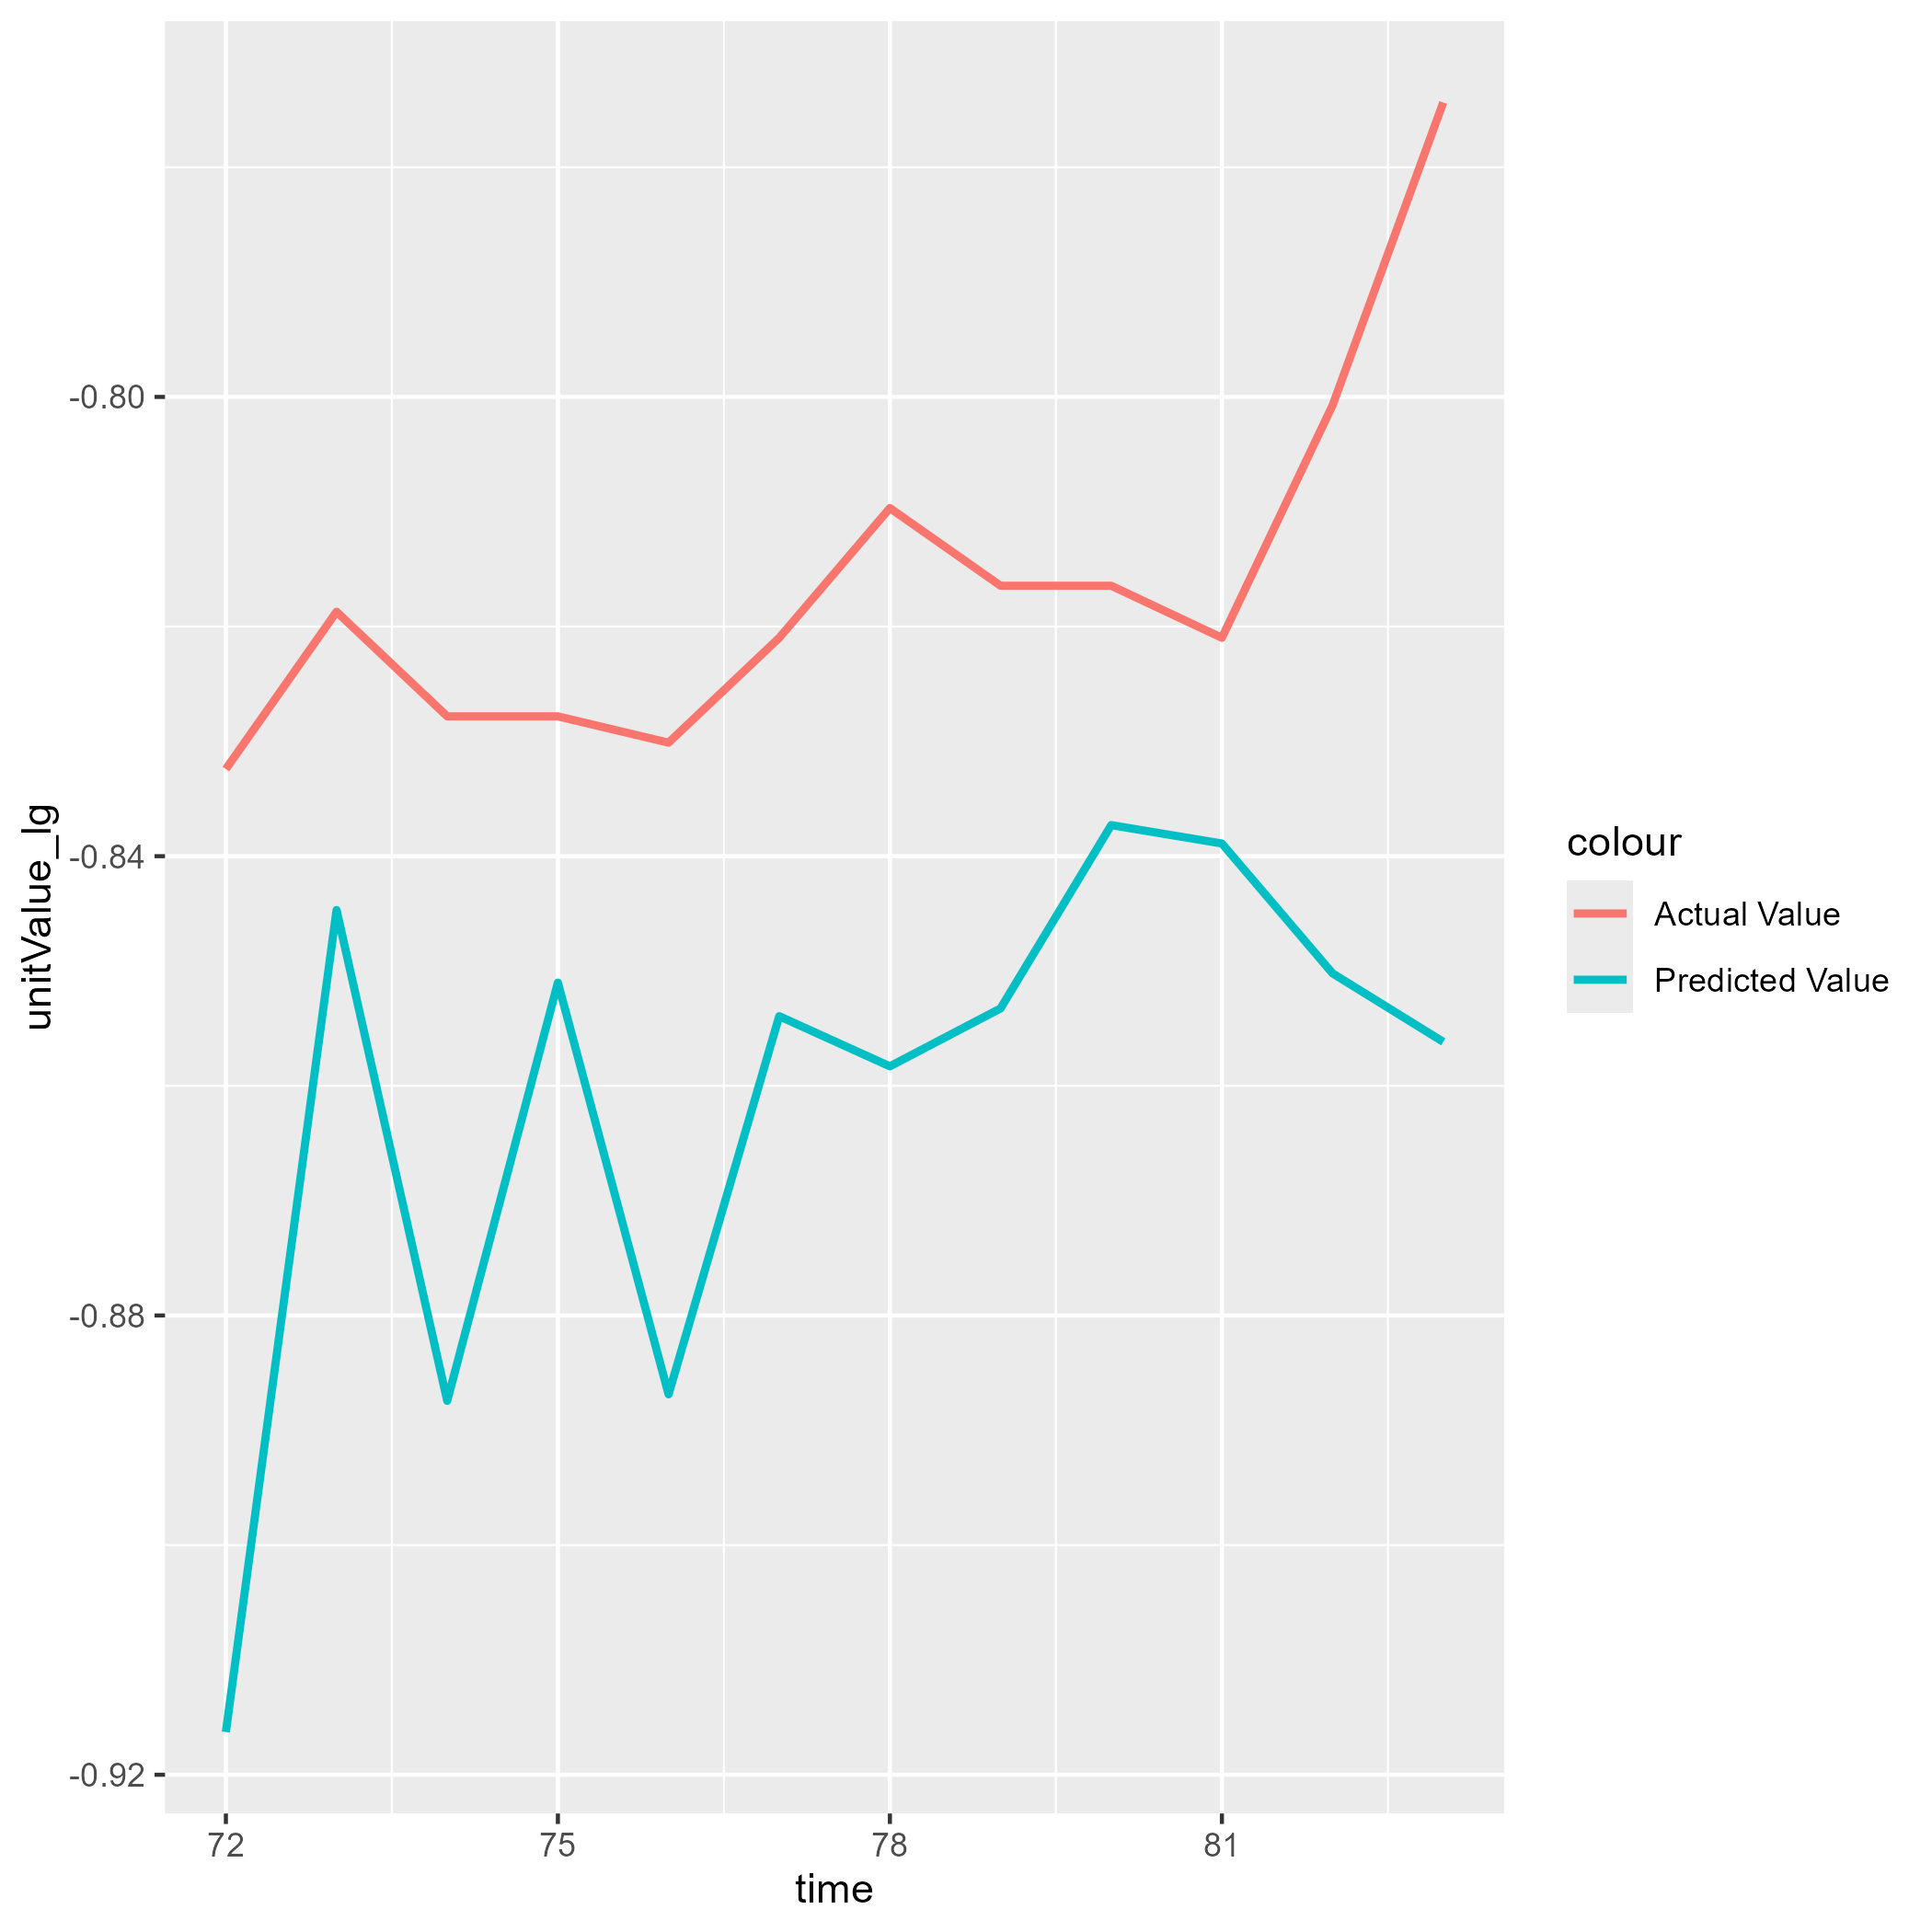 unitValue_lg
-0.80
-0.84
-0.88
-0.92
72 75 78 81
time
colour
Actual Value
Predicted Value